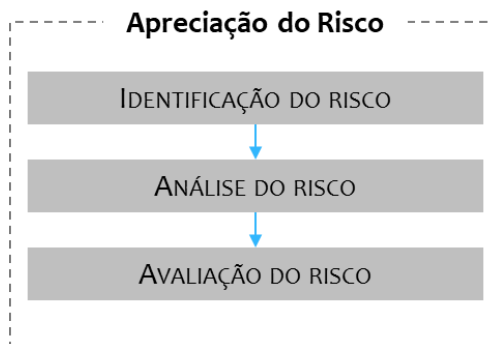 Apreciação do Risco
IDENTIFICAÇÃO DO RISCO
ANÁLISE DO RISCO
AVALIAÇÃO DO RISCO